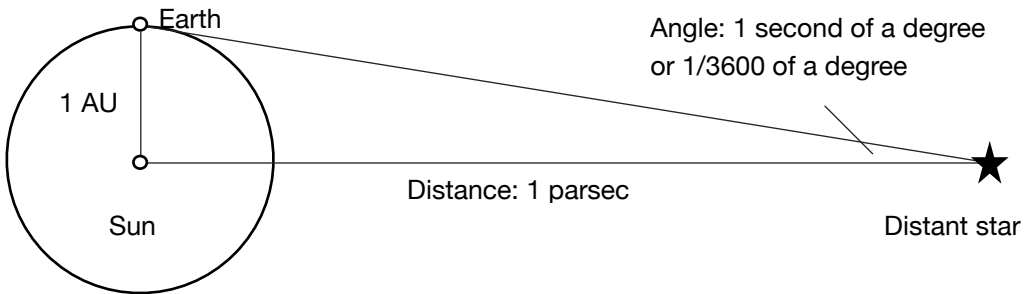 Earth
Angle: 1 second of a degree
or 1/3600 of a degree
1 AU
Distance: 1 parsec
Sun
Distant star